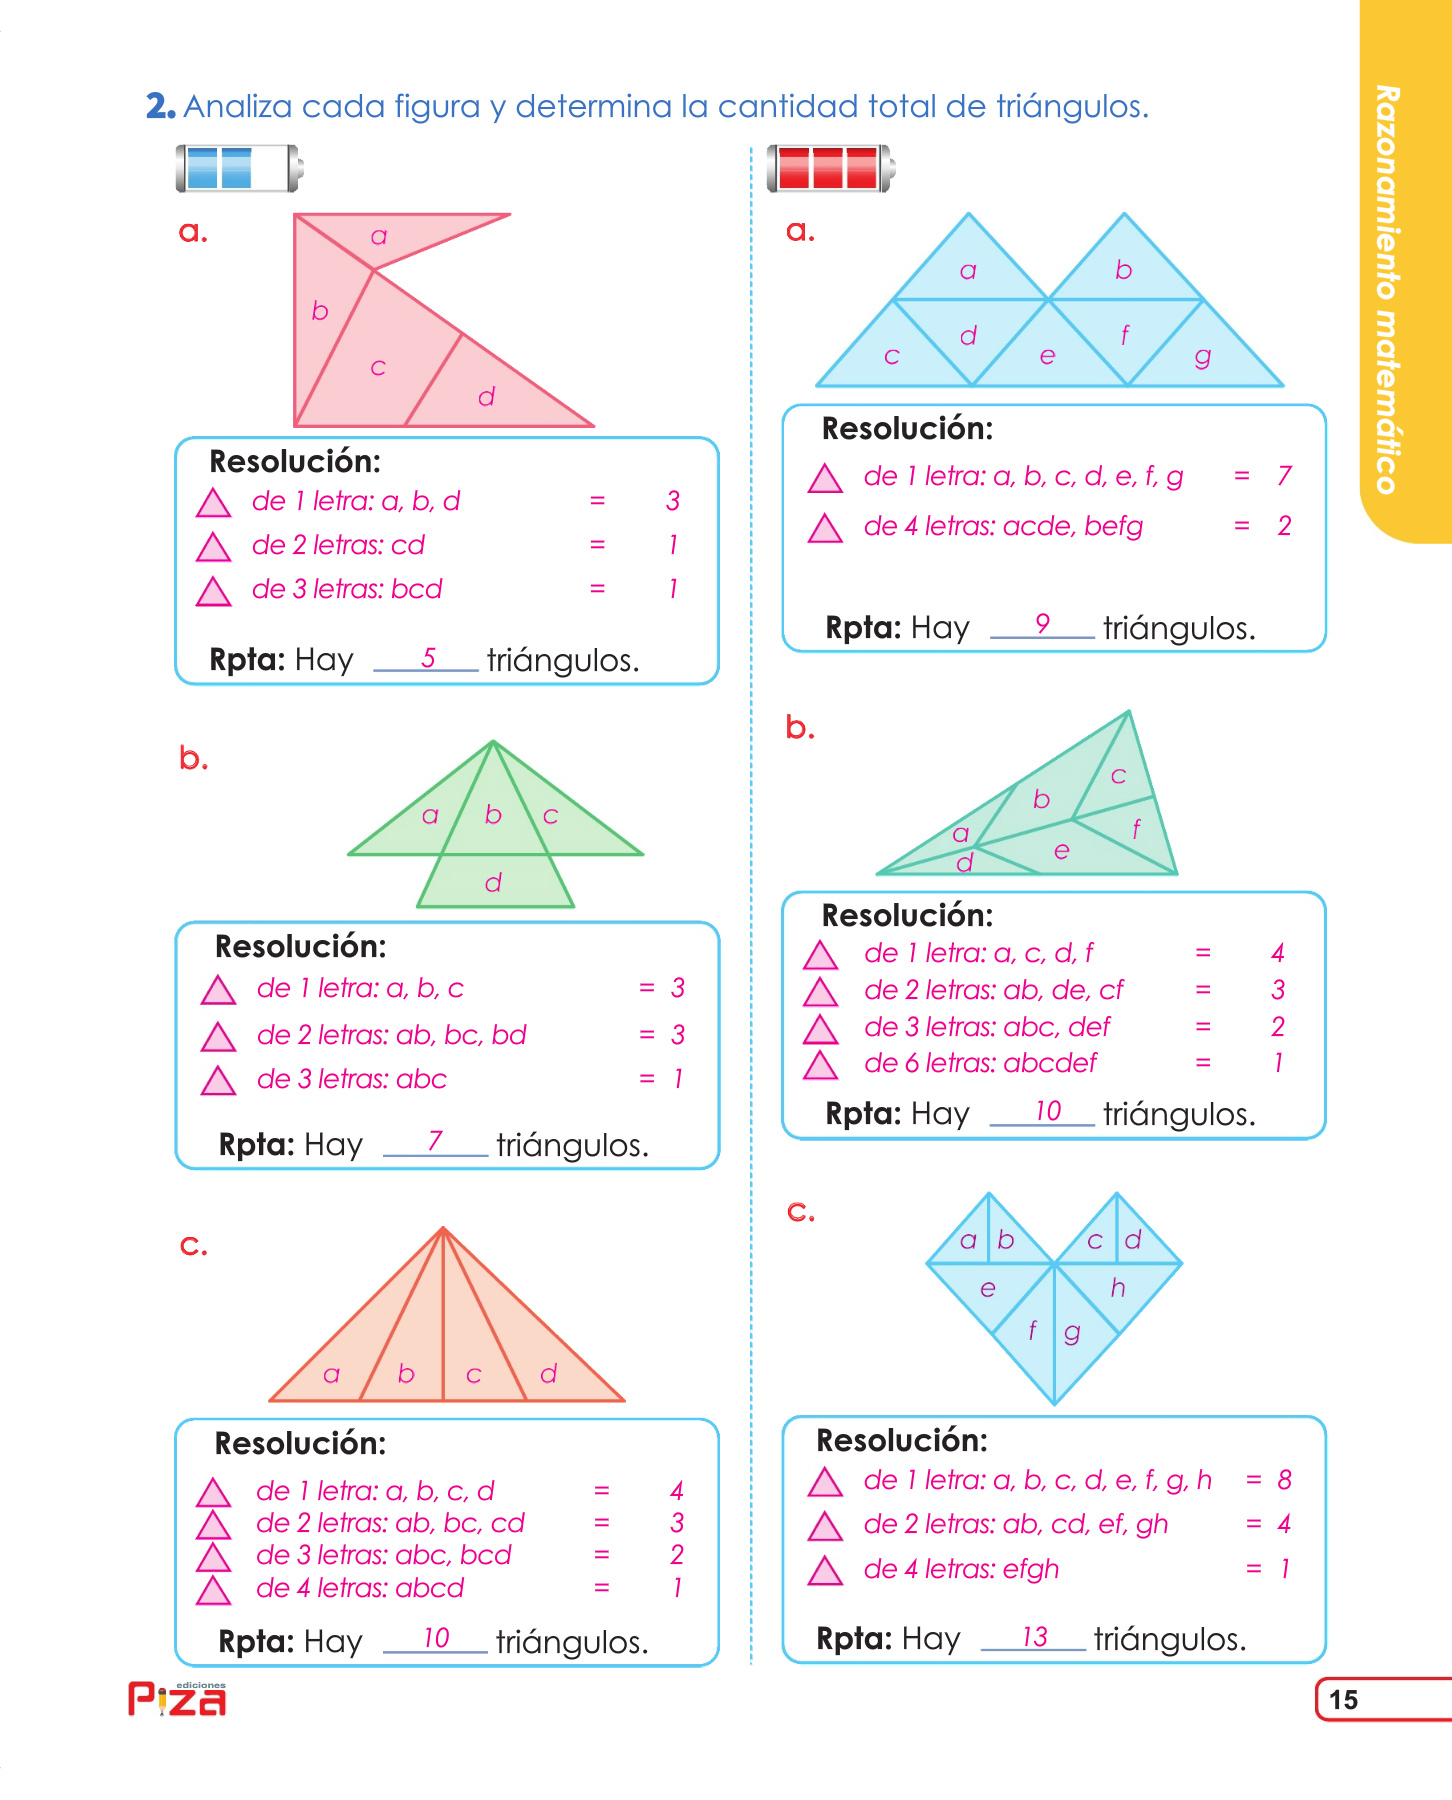 2. Analiza cada figura y determina la cantidad total de triángulos.
a.
a
b
c
d
Resolución:
de 1 letra: a, b, d = 3
de 2 letras: cd = 1
de 3 letras: bcd = 1
Rpta: Hay 5 triángulos.
b.
a b c
d
Resolución:
de 1 letra: a, b, c = 3
de 2 letras: ab, bc, bd = 3
de 3 letras: abc = 1
Rpta: Hay 7 triángulos.
c.
a b c d
Resolución:
de 1 letra: a, b, c, d = 4
de 2 letras: ab, bc, cd = 3
de 3 letras: abc, bcd = 2
de 4 letras: abcd = 1
Rpta: Hay 10 triángulos.
a.
a b
c d e f g
Resolución:
de 1 letra: a, b, c, d, e, f, g = 7
de 4 letras: acde, befg = 2
Rpta: Hay 9 triángulos.
b.
c
b
a f
d e
Resolución:
de 1 letra: a, c, d, f = 4
de 2 letras: ab, de, cf = 3
de 3 letras: abc, def = 2
de 6 letras: abcdef = 1
Rpta: Hay 10 triángulos.
c.
a b c d
e h
f g
Resolución:
de 1 letra: a, b, c, d, e, f, g, h = 8
de 2 letras: ab, cd, ef, gh = 4
de 4 letras: efgh = 1
Rpta: Hay 13 triángulos.
Razonamiento matemático
ediciones
Piza
15